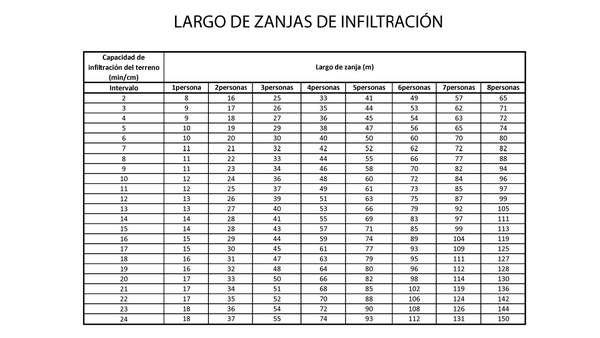 LARGO DE ZANJAS DE INFILTRACIÓN
Capacidad de
infiltración del terreno
(min/cm)
Largo de zanja (m)
Intervalo 1persona 2personas 3personas 4personas 5personas 6personas 7personas 8personas
2 8 16 25 33 41 49 57 65
3 9 17 26 35 44 53 62 71
4 9 18 27 36 45 54 63 72
5 10 19 29 38 47 56 65 74
6 10 20 30 40 50 60 70 80
7 11 21 32 42 52 62 72 82
8 11 22 33 44 55 66 77 88
9 11 23 34 46 58 70 82 94
10 12 24 36 48 60 72 84 96
11 12 25 37 49 61 73 85 97
12 13 26 39 51 63 75 87 99
13 13 27 40 53 66 79 92 105
14 14 28 41 55 69 83 97 111
15 14 28 43 57 71 85 99 113
16 15 29 44 59 74 89 104 119
17 15 30 45 61 77 93 109 125
18 16 31 47 63 79 95 111 127
19 16 32 48 64 80 96 112 128
20 17 33 50 66 82 98 114 130
21 17 34 51 68 85 102 119 136
22 17 35 52 70 88 106 124 142
23 18 36 54 72 90 108 126 144
24 18 37 55 74 93 112 131 150